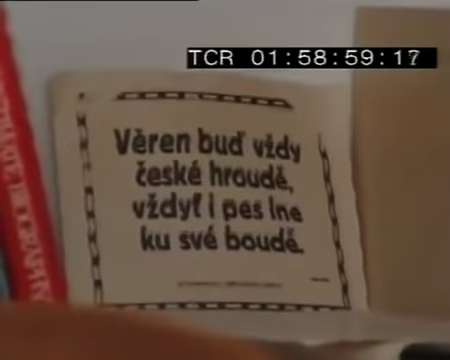 TCR 01:58:59:17
Věren buď vždy
české hroudě,
vždyť i pes lne
ku své boudě.